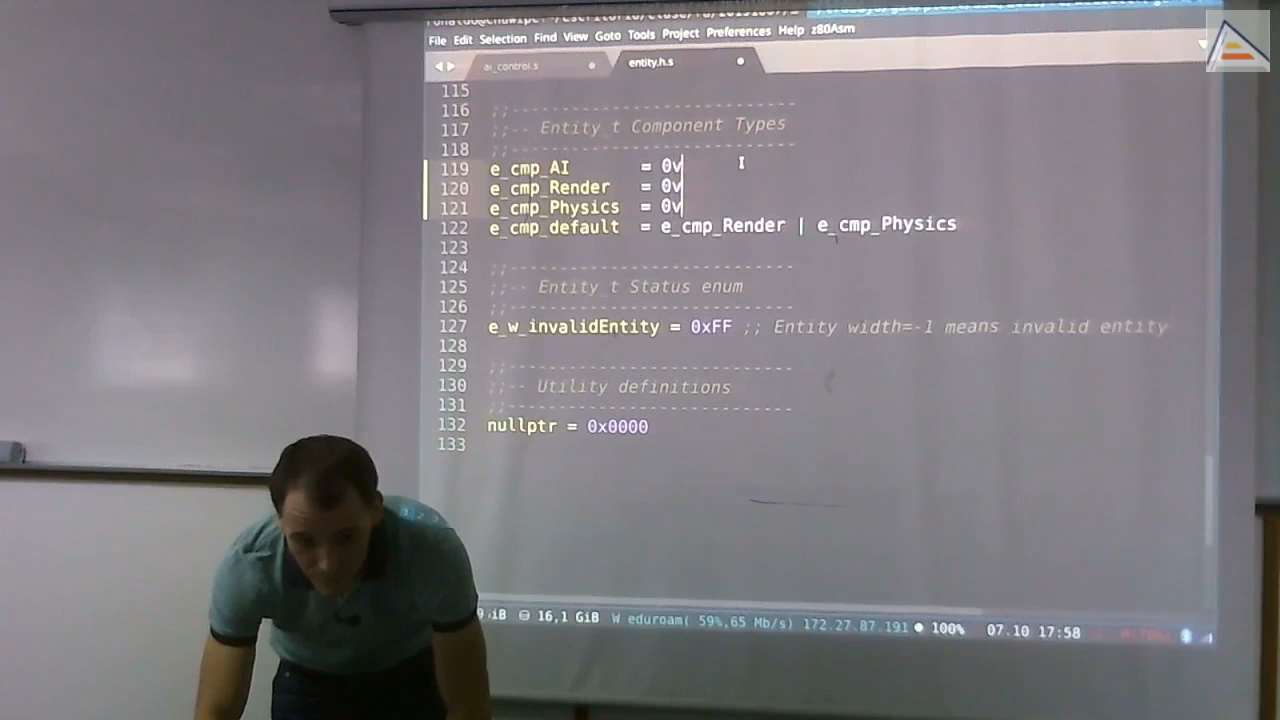 File Edit Selection Find View Goto Tools Project Preferences Help z80Asm
ai_control.s
entity.h.s
115
116 ;;-----------------------------
117 ;;-- Entity_t Component Types
118 ;;-----------------------------
119 e_cmp_AI = 0v
120 e_cmp_Render = 0v
121 e_cmp_Physics = 0v
122 e_cmp_default = e_cmp_Render | e_cmp_Physics
123
124 ;;-----------------------------
125 ;;-- Entity_t Status enum
126 ;;-----------------------------
127 e_w_invalidEntity = 0xFF ;; Entity width=-1 means invalid entity
128
129 ;;-----------------------------
130 ;;-- Utility definitions
131 ;;-----------------------------
132 nullptr = 0x0000
133
iB 16,1 GiB W eduroam( 59%,65 Mb/s) 172.27.87.191 100% 07.10 17:58